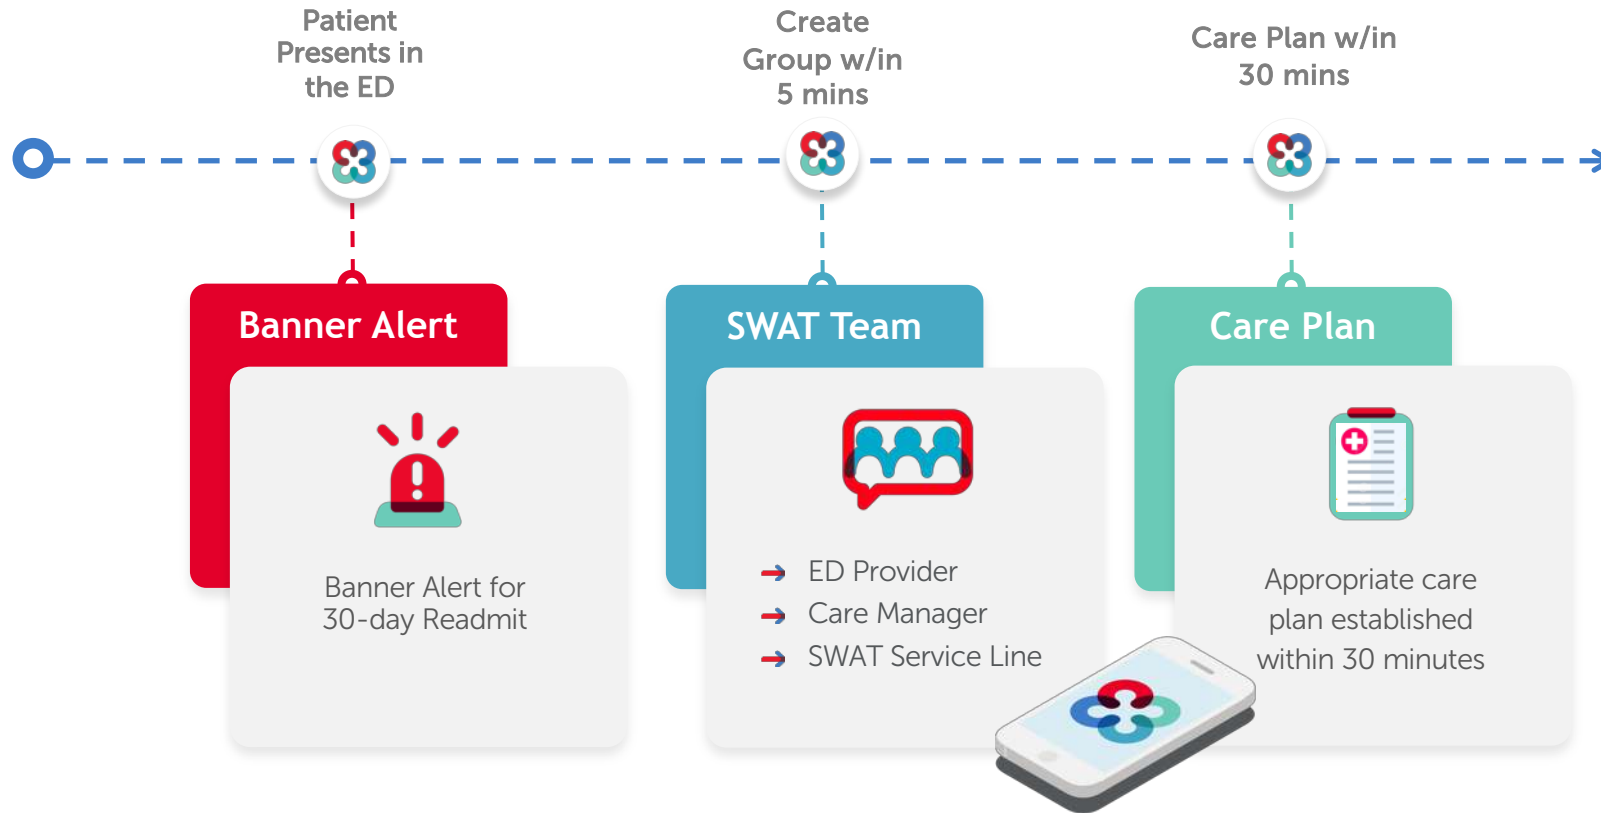 Patient
Presents in
the ED
Create
Group w/in
5 mins
Care Plan w/in
30 mins
Banner Alert
Banner Alert for
30-day Readmit
SWAT Team
ED Provider
Care Manager
SWAT Service Line
Care Plan
Appropriate care
plan established
within 30 minutes